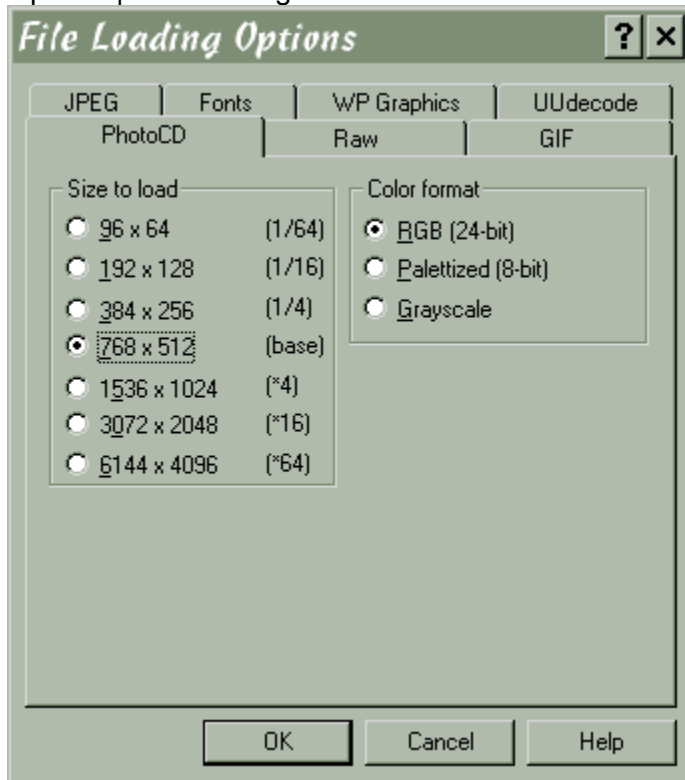 File Loading Options ? ×
JPEG Fonts WP Graphics UUdecode
PhotoCD Raw GIF
Size to load
96 x 64 (1/64)
192 x 128 (1/16)
384 x 256 (1/4)
768 x 512 (base)
1536 x 1024 (*4)
3072 x 2048 (*16)
6144 x 4096 (*64)
Color format
RGB (24-bit)
Palettized (8-bit)
Grayscale
OK Cancel Help